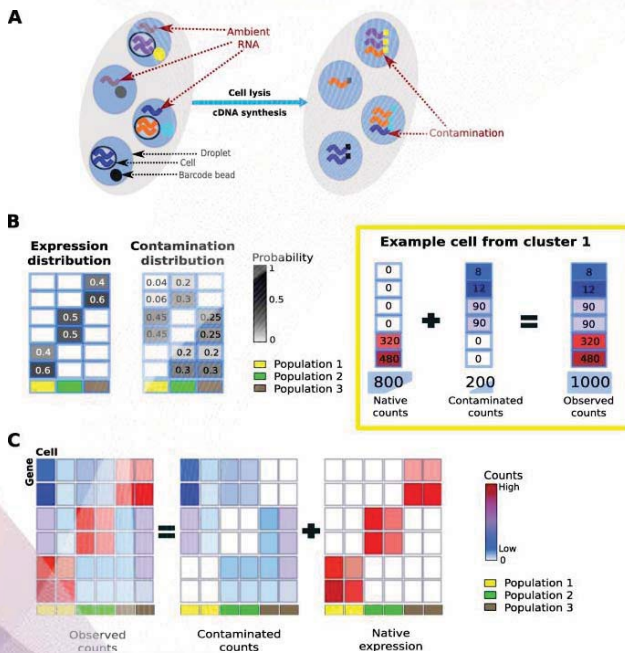 A
Ambient
RNA
Cell lysis
cDNA synthesis
Contamination
Droplet
Cell
Barcode bead
B
Expression
distribution
Contamination
distribution
Probability
1
0.5
0
0.4
0.6
0.5
0.5
0.4
0.6
0.04 0.2
0.06 0.3
0.45 0.25
0.45 0.25
0.2 0.2
0.3 0.3
Population 1
Population 2
Population 3
Example cell from cluster 1
0 8 8
0 12 12
0 90 90
0 90 90
320 0 320
480 0 480
800 200 1000
Native
counts
Contaminated
counts
Observed
counts
C
Cell
Gene
Counts
High
Low
0
Population 1
Population 2
Population 3
Observed
counts
Contaminated
counts
Native
expression